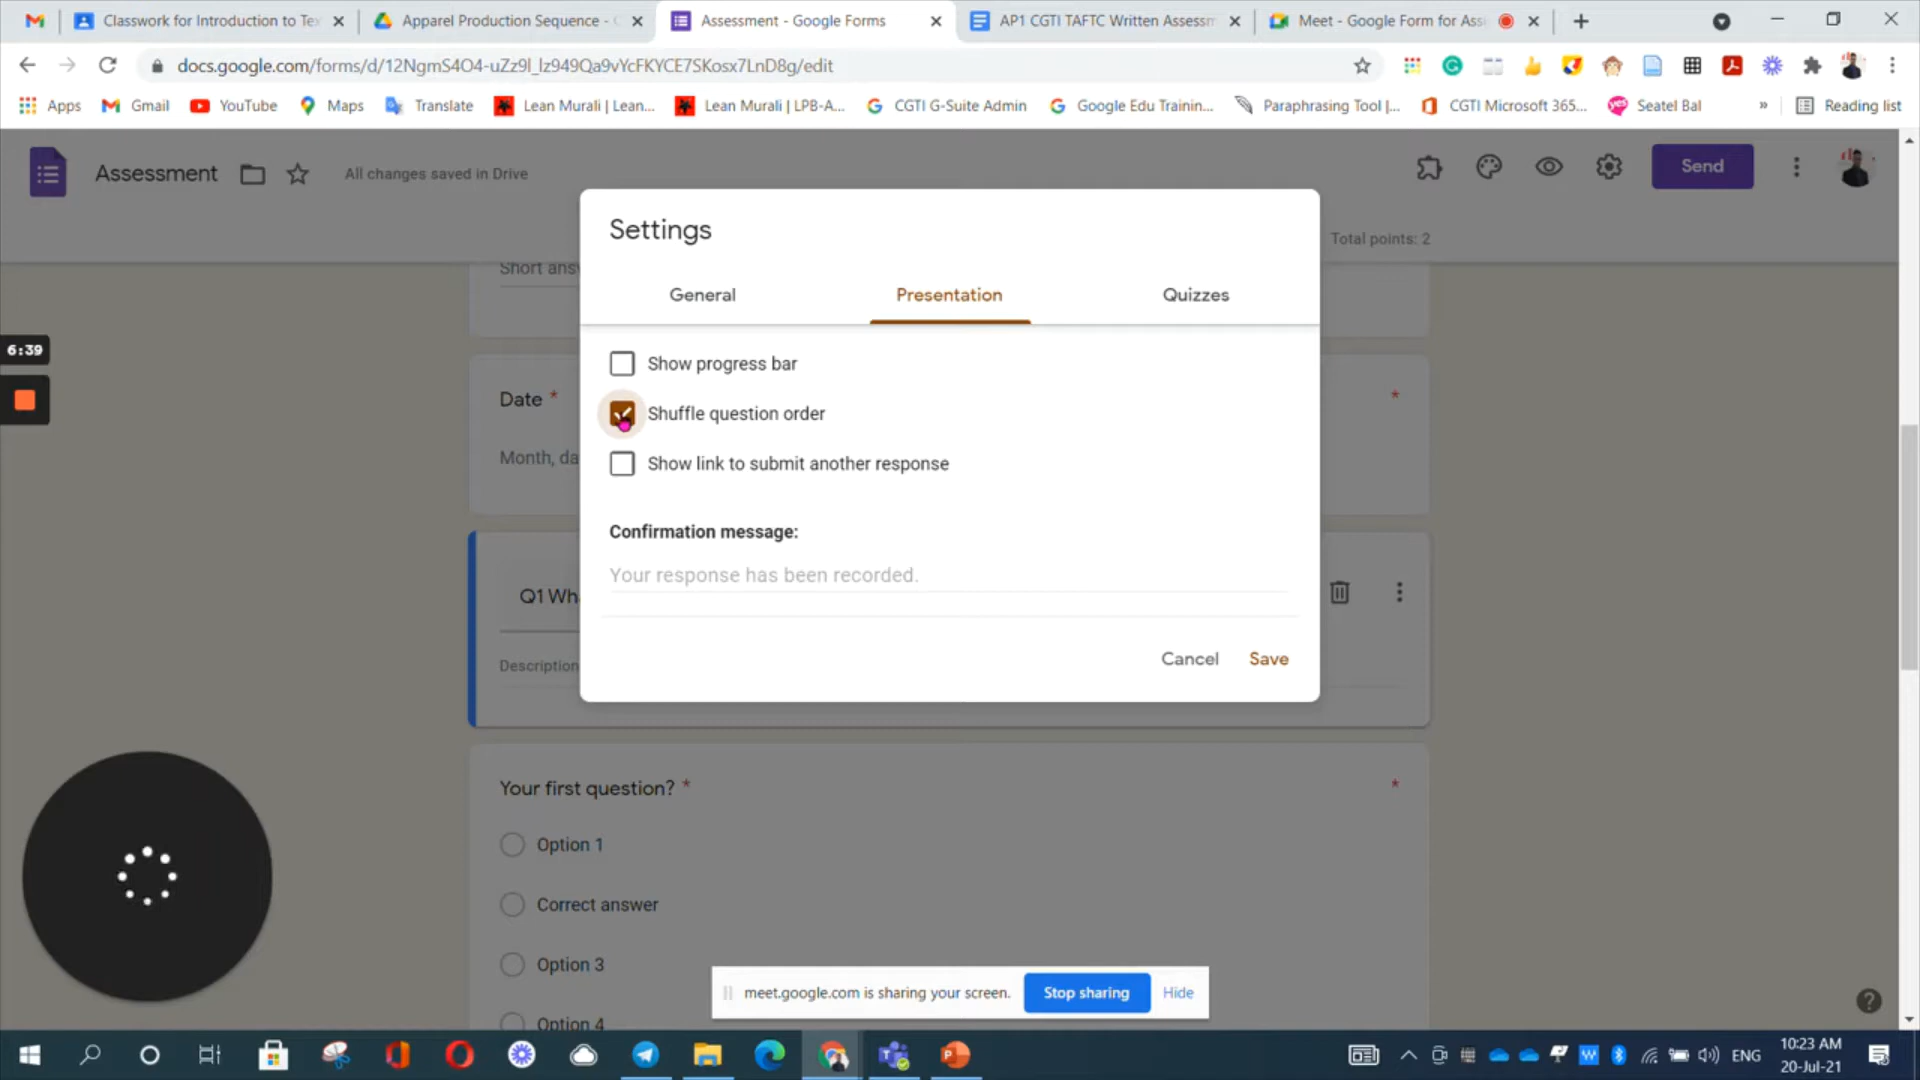 Classwork for Introduction to Tex
Apparel Production Sequence -
Assessment - Google Forms
AP1 CGTI TAFTC Written Assessm
Meet - Google Form for Ass
docs.google.com/forms/d/12NgmS4O4-uZz9l_lz949Qa9vYcFKYCE7SKosx7LnD8g/edit
Apps
Gmail
YouTube
Maps
Translate
Lean Murali | Lean...
Lean Murali | LPB-A...
CGTI G-Suite Admin
Google Edu Trainin...
Paraphrasing Tool |...
CGTI Microsoft 365...
Seatel Bal
»
Reading list
Assessment
All changes saved in Drive
Send
Total points: 2
Short ans
Settings
General
Presentation
Quizzes
6:39
Show progress bar
Shuffle question order
Show link to submit another response
Confirmation message:
Your response has been recorded.
Cancel
Save
Date *
*
Month, da
Q1 Wh
Description
Your first question? *
*
Option 1
Correct answer
Option 3
Option 4
meet.google.com is sharing your screen.
Stop sharing
Hide
ENG
10:23 AM
20-Jul-21